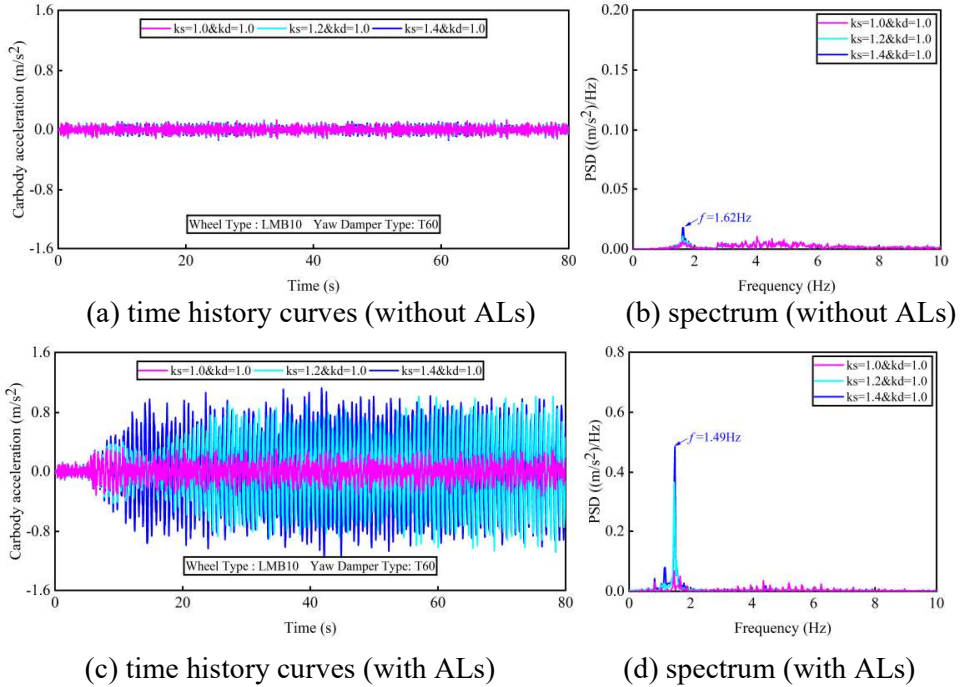 1.6
0.8
0.0
-0.8
-1.6
Carbody acceleration (m/s²)
ks=1.0&kd=1.0 ks=1.2&kd=1.0 ks=1.4&kd=1.0
Wheel Type : LMB10 Yaw Damper Type: T60
0 20 40 60 80
Time (s)
(a) time history curves (without ALs)
0.20
0.15
0.10
0.05
0.00
PSD ((m/s²)/Hz)
ks=1.0&kd=1.0
ks=1.2&kd=1.0
ks=1.4&kd=1.0
f=1.62Hz
0 2 4 6 8 10
Frequency (Hz)
(b) spectrum (without ALs)
1.6
0.8
0.0
-0.8
-1.6
Carbody acceleration (m/s²)
ks=1.0&kd=1.0 ks=1.2&kd=1.0 ks=1.4&kd=1.0
Wheel Type : LMB10 Yaw Damper Type: T60
0 20 40 60 80
Time (s)
(c) time history curves (with ALs)
0.8
0.6
0.4
0.2
0.0
PSD ((m/s²)/Hz)
ks=1.0&kd=1.0
ks=1.2&kd=1.0
ks=1.4&kd=1.0
f=1.49Hz
0 2 4 6 8 10
Frequency (Hz)
(d) spectrum (with ALs)